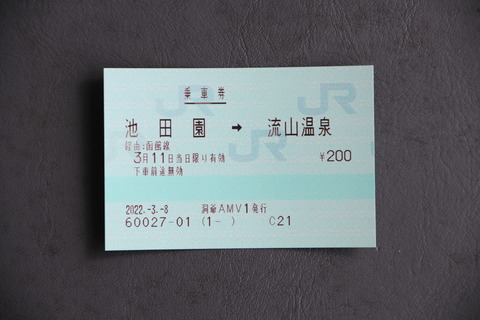 乗車券
池田園 → 流山温泉
経由:函館線
3月11日当日限り有効 ¥200
下車前途無効
2022.-3.-8 洞爺AMV1発行
60027-01 (1- ) C21
JR JR